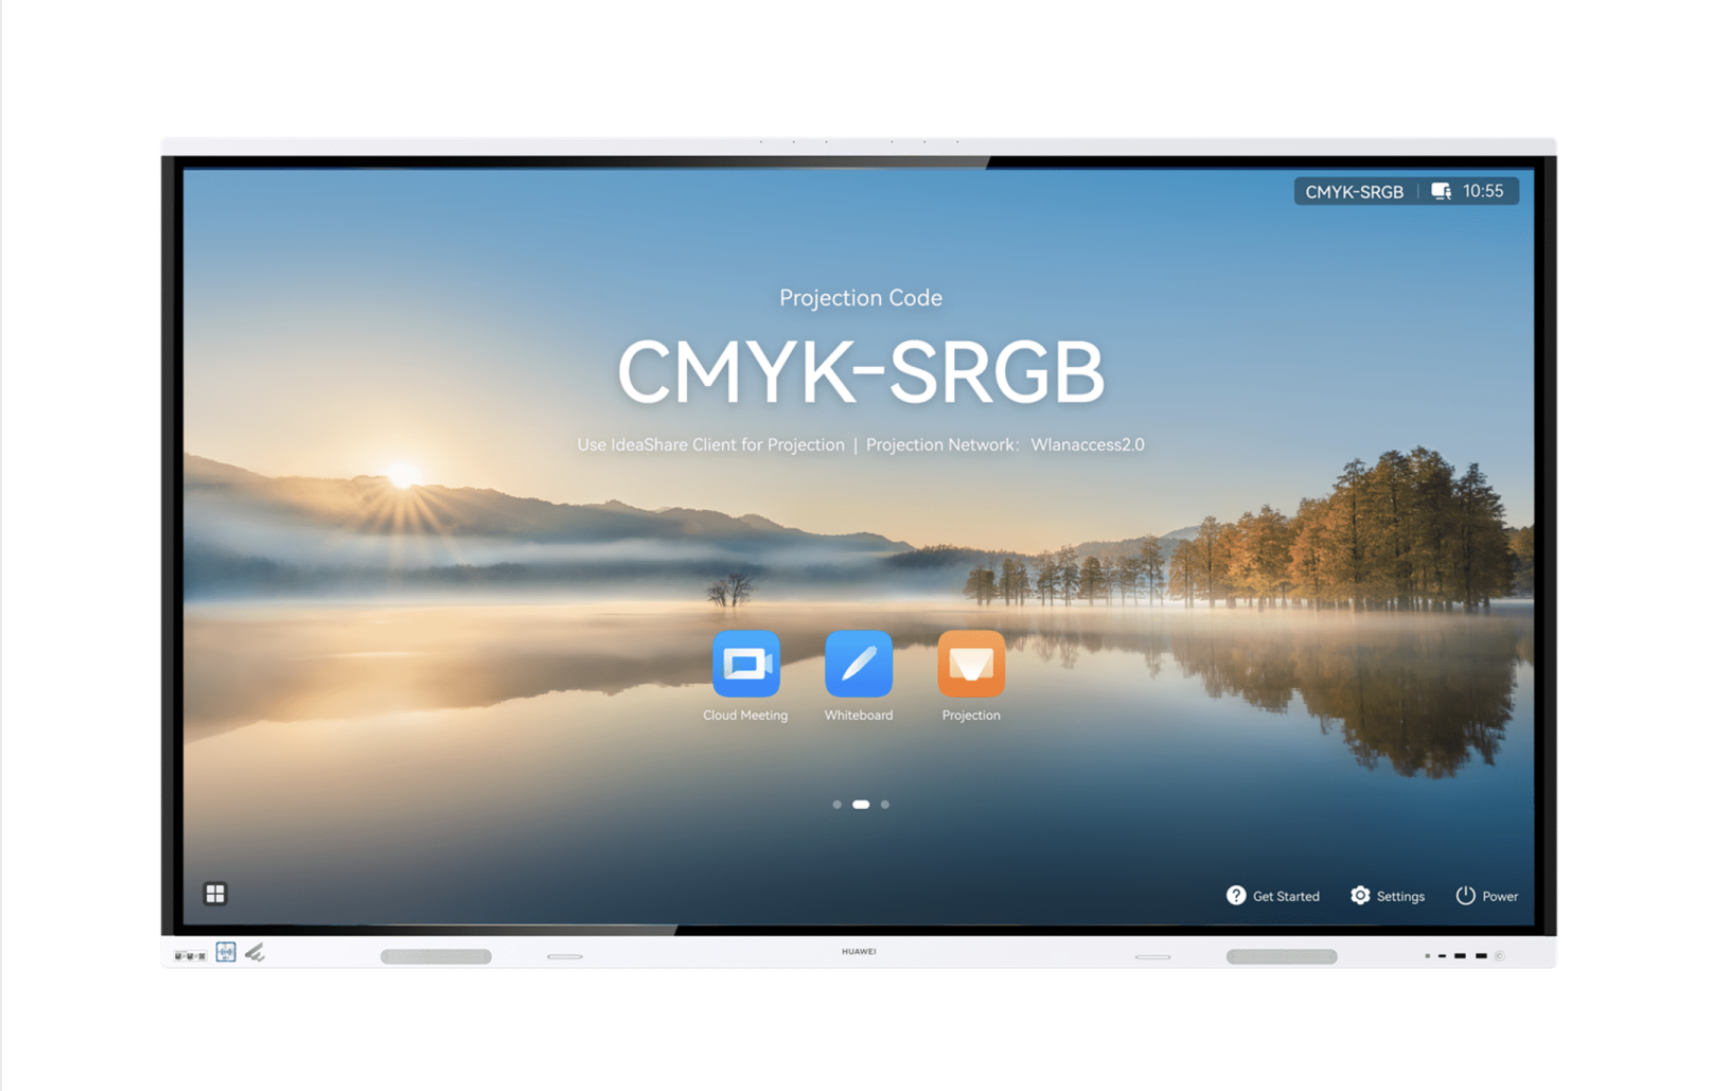 CMYK-SRGB 10:55
Projection Code
CMYK-SRGB
Use IdeaShare Client for Projection | Projection Network: Wlanaccess2.0
Cloud Meeting Whiteboard Projection
? Get Started Settings Power
HUAWEI